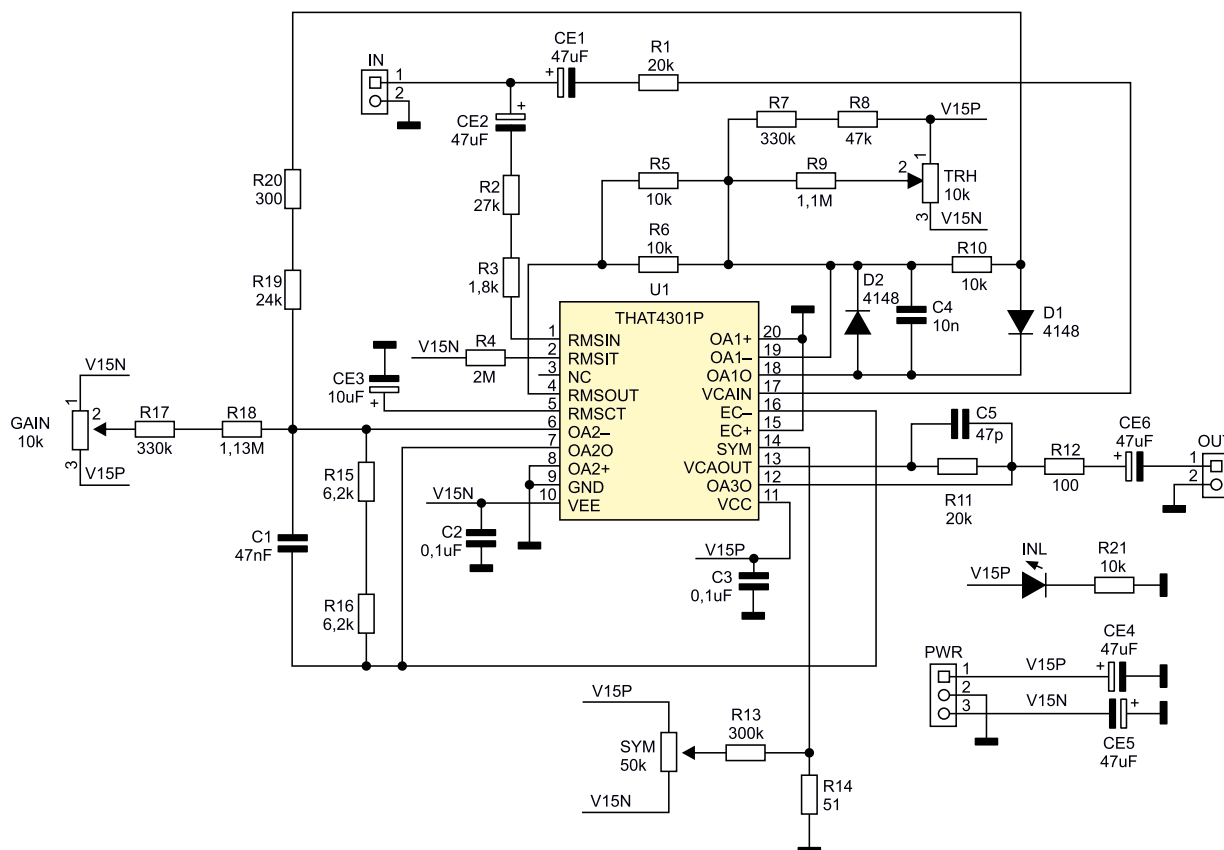 CE1
47uF
R1
20k
IN
1
2
+
CE2
47uF
+
R7
330k
R8
47k
V15P
R20
300
R2
27k
R5
10k
R9
1,1M
1
2
3
TRH
10k
V15N
R6
10k
R3
1,8k
R19
24k
R10
10k
D2
4148
C4
10n
D1
4148
U1
THAT4301P
V15N
R4
2M
CE3
10uF
+
1 RMSIN
2 RMSIT
3 NC
4 RMSOUT
5 RMSCT
6 OA2–
7 OA2O
8 OA2+
9 GND
10 VEE
OA1+ 20
OA1– 19
OA1O 18
VCAIN 17
EC– 16
EC+ 15
SYM 14
VCAOUT 13
OA3O 12
VCC 11
V15N
GAIN
10k
1
2
3
V15P
R17
330k
R18
1,13M
R15
6,2k
R16
6,2k
C1
47nF
V15N
C2
0,1uF
V15P
C3
0,1uF
C5
47p
R11
20k
R12
100
CE6
47uF
+
OUT
1
2
V15P
INL
R21
10k
PWR
1
2
3
V15P
V15N
CE4
47uF
+
CE5
47uF
+
V15P
SYM
50k
V15N
R13
300k
R14
51